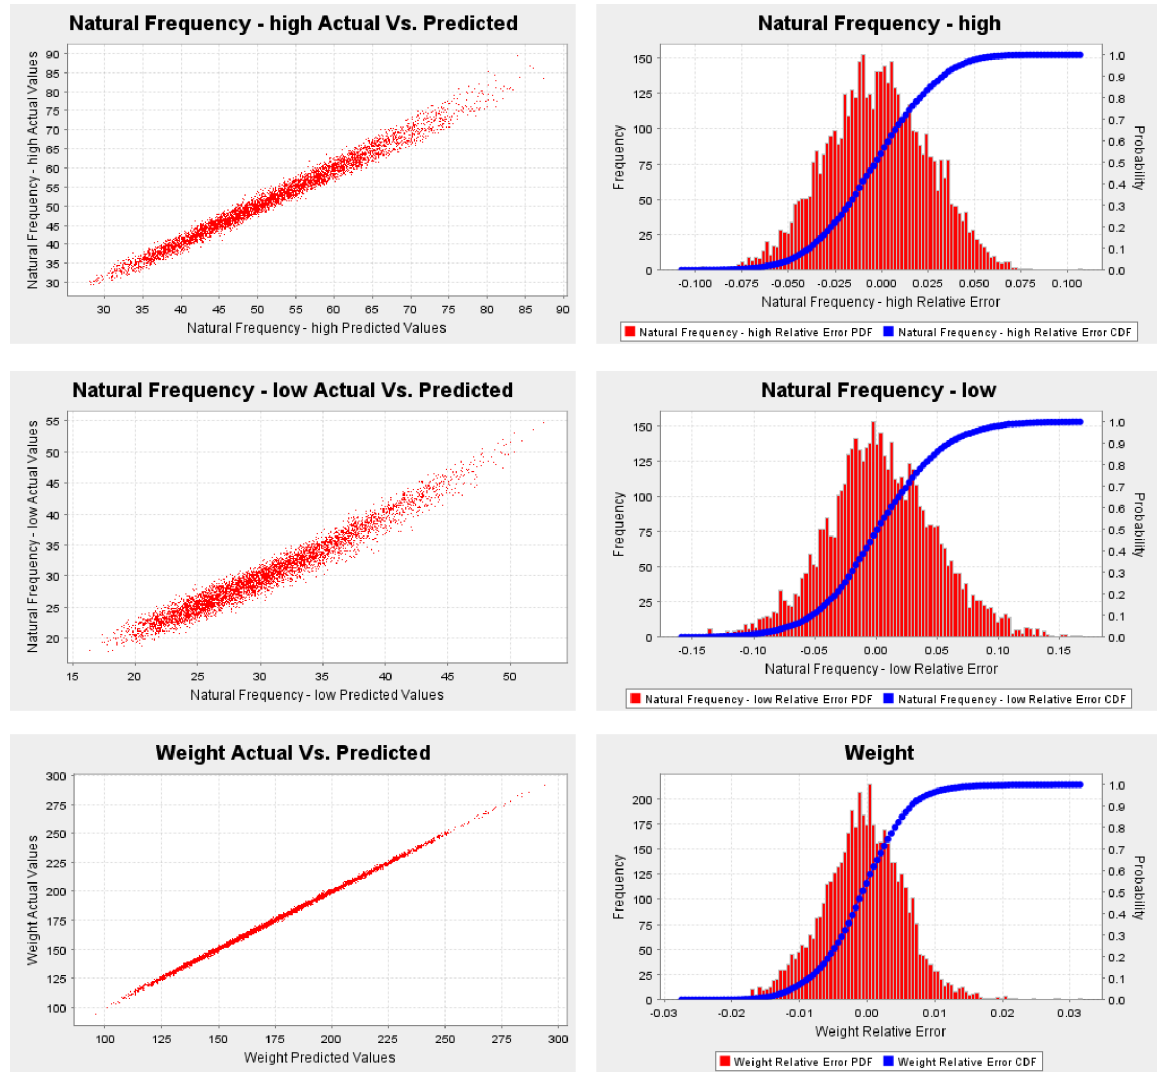 Natural Frequency - high Actual Vs. Predicted
Natural Frequency - high Actual Values
90
85
80
75
70
65
60
55
50
45
40
35
30
30 35 40 45 50 55 60 65 70 75 80 85 90
Natural Frequency - high Predicted Values
Natural Frequency - high
Frequency
150
125
100
75
50
25
0
1.0
0.9
0.8
0.7
0.6
0.5
0.4
0.3
0.2
0.1
0.0
Probability
-0.100 -0.075 -0.050 -0.025 0.000 0.025 0.050 0.075 0.100
Natural Frequency - high Relative Error
Natural Frequency - high Relative Error PDF Natural Frequency - high Relative Error CDF
Natural Frequency - low Actual Vs. Predicted
Natural Frequency - low Actual Values
55
50
45
40
35
30
25
20
15 20 25 30 35 40 45 50
Natural Frequency - low Predicted Values
Natural Frequency - low
Frequency
150
125
100
75
50
25
0
1.0
0.9
0.8
0.7
0.6
0.5
0.4
0.3
0.2
0.1
0.0
Probability
-0.15 -0.10 -0.05 0.00 0.05 0.10 0.15
Natural Frequency - low Relative Error
Natural Frequency - low Relative Error PDF Natural Frequency - low Relative Error CDF
Weight Actual Vs. Predicted
Weight Actual Values
300
275
250
225
200
175
150
125
100
100 125 150 175 200 225 250 275 300
Weight Predicted Values
Weight
Frequency
200
175
150
125
100
75
50
25
0
1.0
0.9
0.8
0.7
0.6
0.5
0.4
0.3
0.2
0.1
0.0
Probability
-0.03 -0.02 -0.01 0.00 0.01 0.02 0.03
Weight Relative Error
Weight Relative Error PDF Weight Relative Error CDF